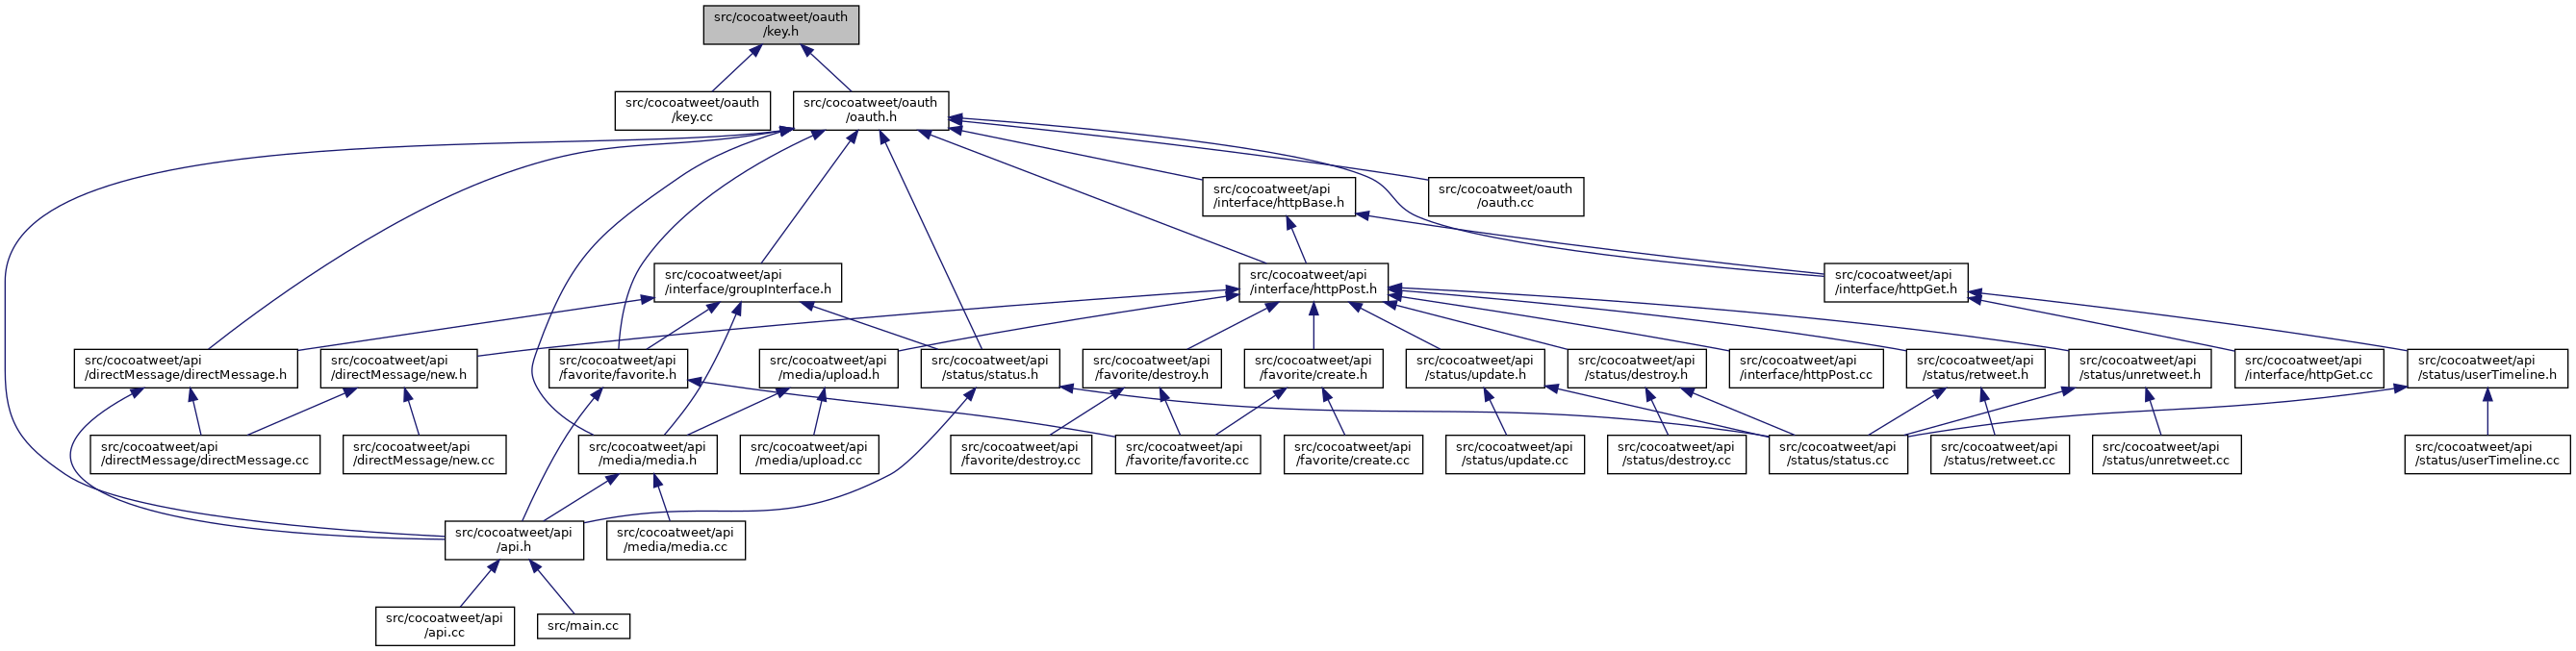 src/cocoatweet/oauth
/key.h
src/cocoatweet/oauth
/key.cc
src/cocoatweet/oauth
/oauth.h
src/cocoatweet/api
/interface/httpBase.h
src/cocoatweet/oauth
/oauth.cc
src/cocoatweet/api
/interface/groupInterface.h
src/cocoatweet/api
/interface/httpPost.h
src/cocoatweet/api
/interface/httpGet.h
src/cocoatweet/api
/directMessage/directMessage.h
src/cocoatweet/api
/directMessage/new.h
src/cocoatweet/api
/favorite/favorite.h
src/cocoatweet/api
/media/upload.h
src/cocoatweet/api
/status/status.h
src/cocoatweet/api
/favorite/destroy.h
src/cocoatweet/api
/favorite/create.h
src/cocoatweet/api
/status/update.h
src/cocoatweet/api
/status/destroy.h
src/cocoatweet/api
/interface/httpPost.cc
src/cocoatweet/api
/status/retweet.h
src/cocoatweet/api
/status/unretweet.h
src/cocoatweet/api
/interface/httpGet.cc
src/cocoatweet/api
/status/userTimeline.h
src/cocoatweet/api
/directMessage/directMessage.cc
src/cocoatweet/api
/directMessage/new.cc
src/cocoatweet/api
/media/media.h
src/cocoatweet/api
/media/upload.cc
src/cocoatweet/api
/favorite/destroy.cc
src/cocoatweet/api
/favorite/favorite.cc
src/cocoatweet/api
/favorite/create.cc
src/cocoatweet/api
/status/update.cc
src/cocoatweet/api
/status/destroy.cc
src/cocoatweet/api
/status/status.cc
src/cocoatweet/api
/status/retweet.cc
src/cocoatweet/api
/status/unretweet.cc
src/cocoatweet/api
/status/userTimeline.cc
src/cocoatweet/api
/api.h
src/cocoatweet/api
/media/media.cc
src/cocoatweet/api
/api.cc
src/main.cc